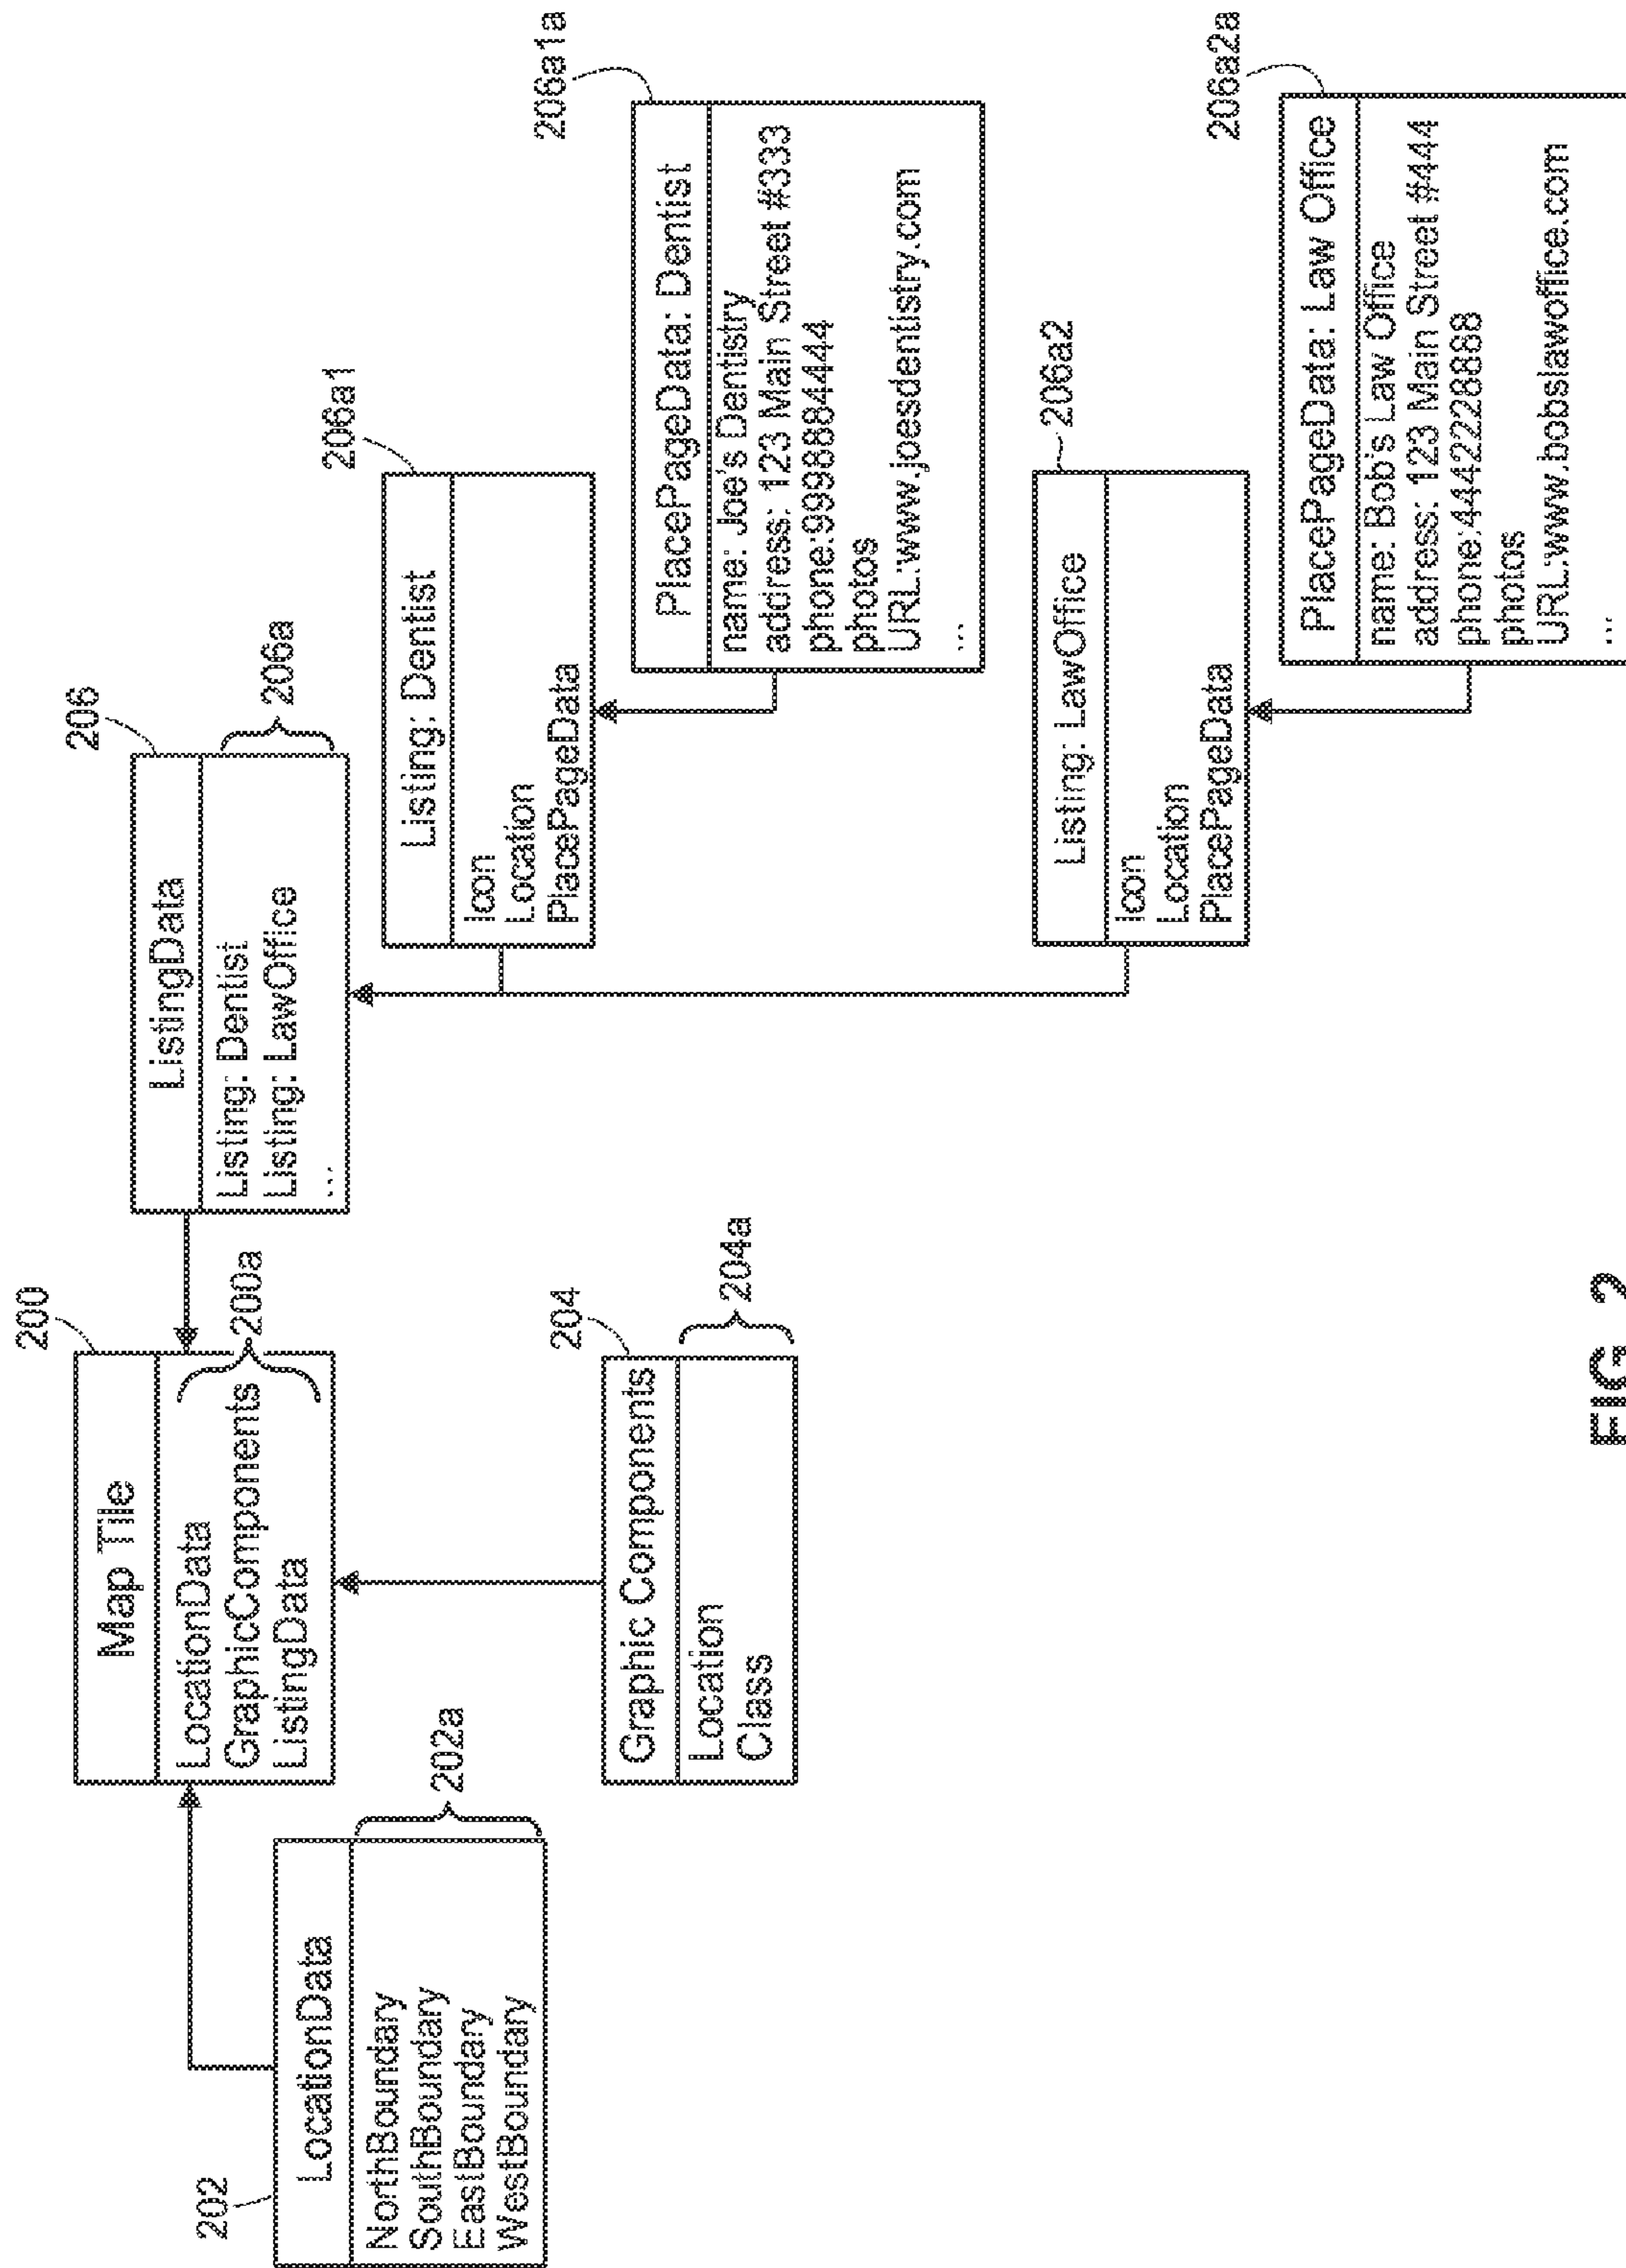 200
Map Tile
LocationData
GraphicComponents
ListingData
200a
202
LocationData
NorthBoundary
SouthBoundary
EastBoundary
WestBoundary
202a
204
Graphic Components
Location
Class
204a
206
ListingData
Listing: Dentist
Listing: LawOffice
...
206a
206a1
Listing: Dentist
Icon
Location
PlacePageData
206a1a
PlacePageData: Dentist
name: Joe's Dentistry
address: 123 Main Street #333
phone:9998884444
photos
URL:www.joesdentistry.com
...
206a2
Listing: LawOffice
Icon
Location
PlacePageData
206a2a
PlacePageData: Law Office
name: Bob's Law Office
address: 123 Main Street #444
phone:4442228888
photos
URL:www.bobslawoffice.com
...
FIG. 2